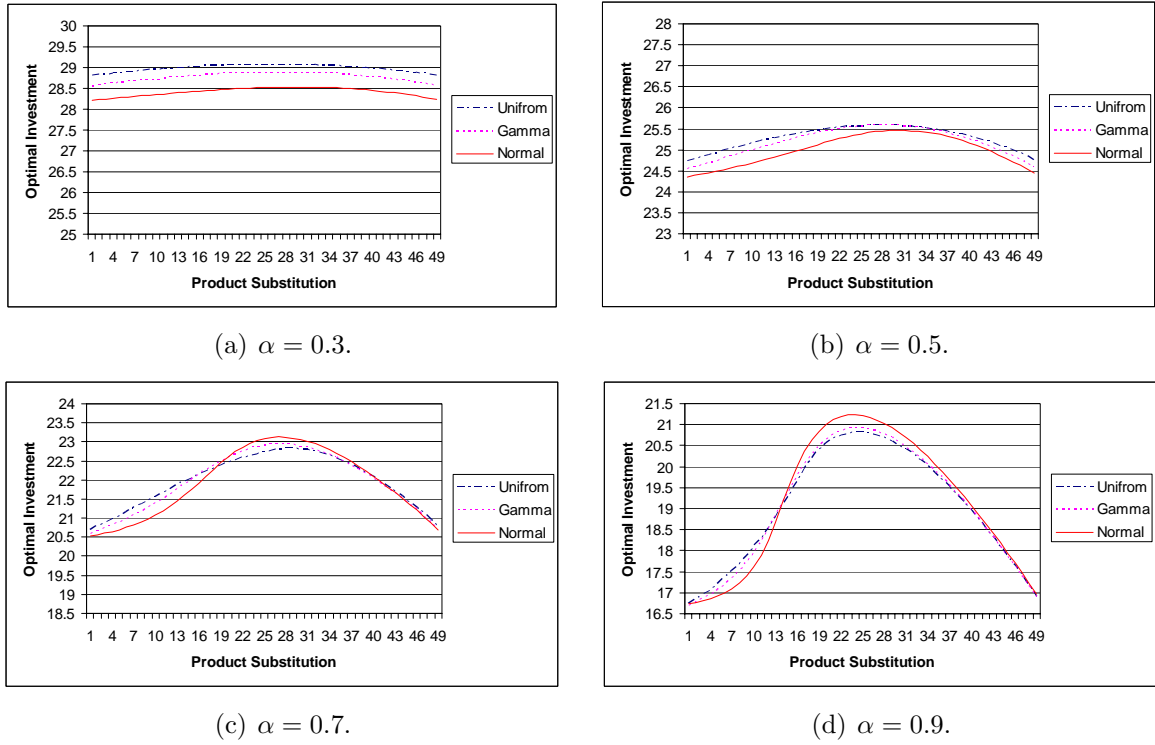 30
29.5
29
28.5
28
27.5
27
26.5
26
25.5
25
Optimal Investment
1 4 7 10 13 16 19 22 25 28 31 34 37 40 43 46 49
Product Substitution
Unifrom
Gamma
Normal
(a) α = 0.3.
28
27.5
27
26.5
26
25.5
25
24.5
24
23.5
23
Optimal Investment
1 4 7 10 13 16 19 22 25 28 31 34 37 40 43 46 49
Product Substitution
Unifrom
Gamma
Normal
(b) α = 0.5.
24
23.5
23
22.5
22
21.5
21
20.5
20
19.5
19
18.5
Optimal Investment
1 4 7 10 13 16 19 22 25 28 31 34 37 40 43 46 49
Product Substitution
Unifrom
Gamma
Normal
(c) α = 0.7.
21.5
21
20.5
20
19.5
19
18.5
18
17.5
17
16.5
Optimal Investment
1 4 7 10 13 16 19 22 25 28 31 34 37 40 43 46 49
Product Substitution
Unifrom
Gamma
Normal
(d) α = 0.9.